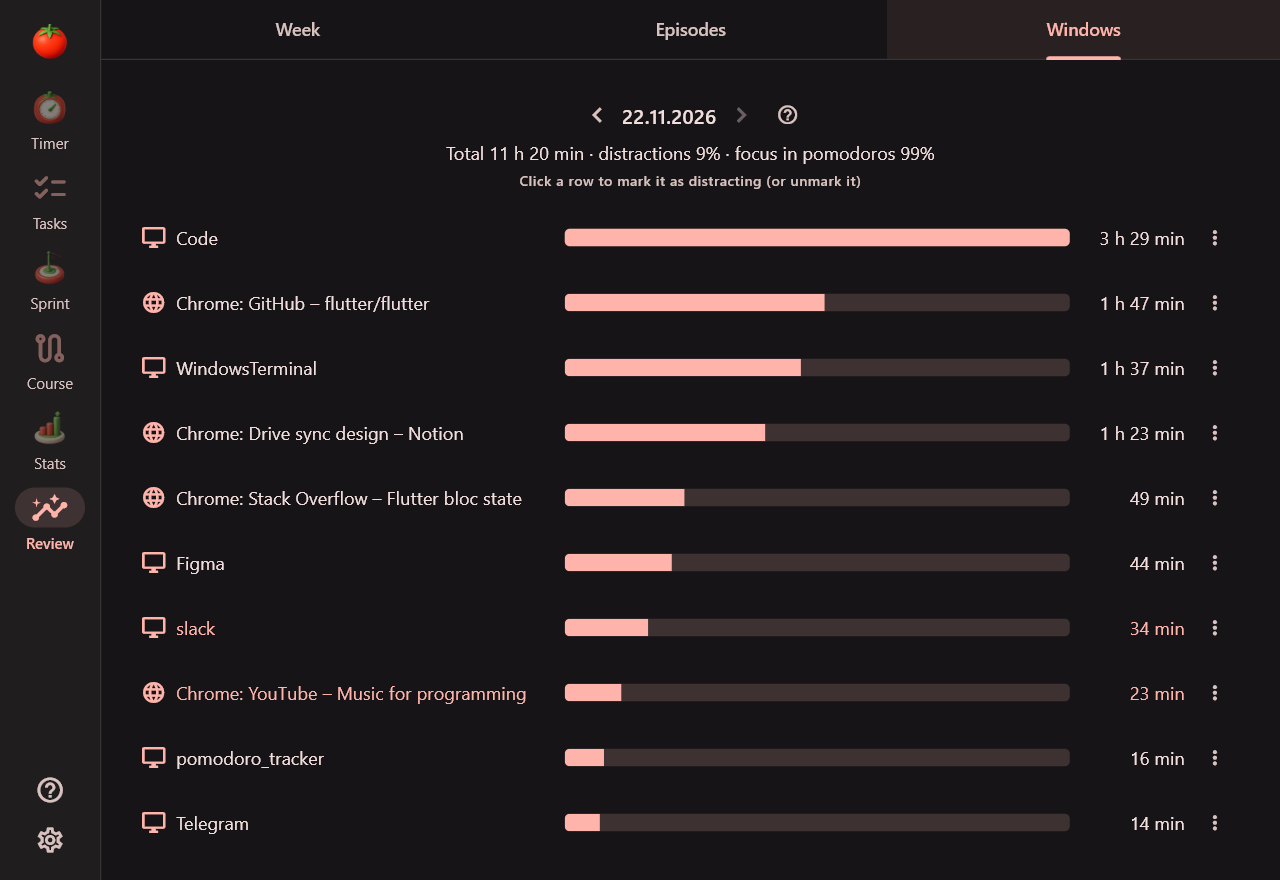 Week
Episodes
Windows
Timer
Tasks
Sprint
Course
Stats
Review
22.11.2026
Total 11 h 20 min · distractions 9% · focus in pomodoros 99%
Click a row to mark it as distracting (or unmark it)
Code 3 h 29 min
Chrome: GitHub – flutter/flutter 1 h 47 min
WindowsTerminal 1 h 37 min
Chrome: Drive sync design – Notion 1 h 23 min
Chrome: Stack Overflow – Flutter bloc state 49 min
Figma 44 min
slack 34 min
Chrome: YouTube – Music for programming 23 min
pomodoro_tracker 16 min
Telegram 14 min